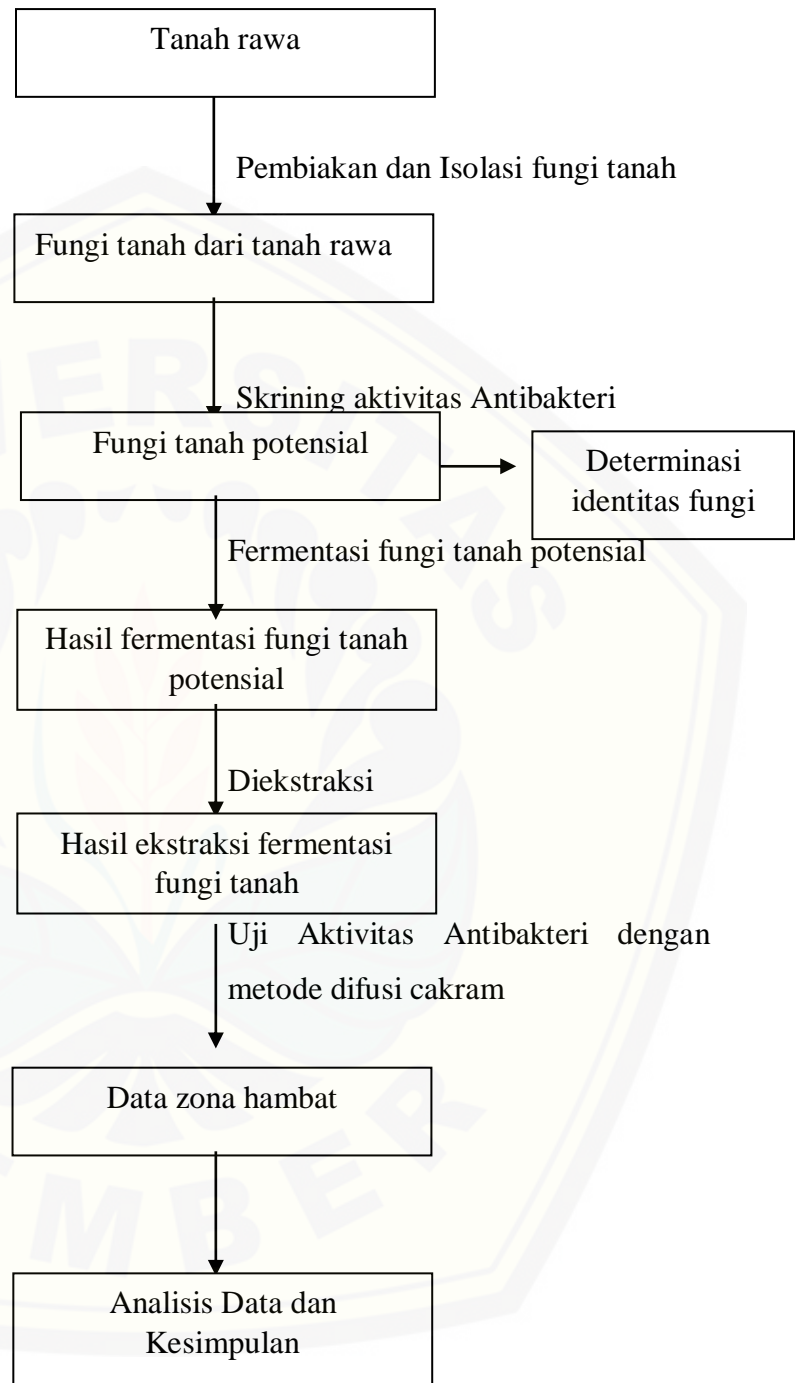 Tanah rawa
Pembiakan dan Isolasi fungi tanah
Fungi tanah dari tanah rawa
Skrining aktivitas Antibakteri
Fungi tanah potensial
Determinasi
identitas fungi
Fermentasi fungi tanah potensial
Hasil fermentasi fungi tanah
potensial
Diekstraksi
Hasil ekstraksi fermentasi
fungi tanah
Uji Aktivitas Antibakteri dengan
metode difusi cakram
Data zona hambat
Analisis Data dan
Kesimpulan
VERSITAS
MBER